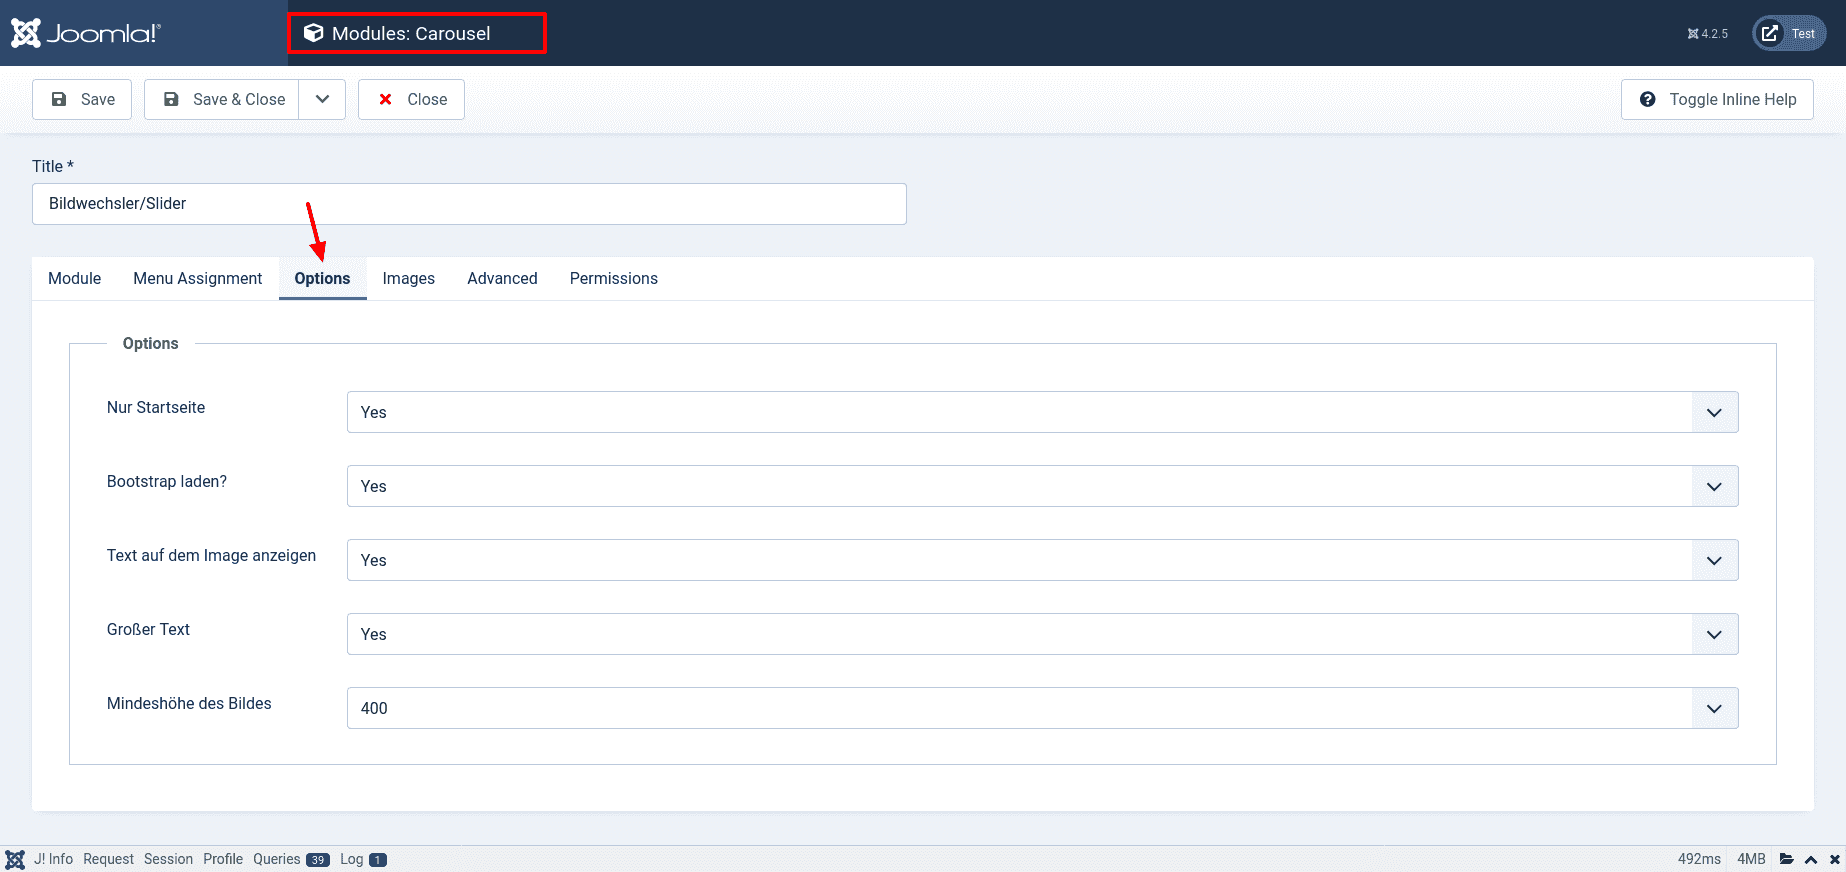 Joomla!®
Modules: Carousel
4.2.5
Test
Save
Save & Close
Close
Toggle Inline Help
Title *
Bildwechsler/Slider
Module Menu Assignment Options Images Advanced Permissions
Options
Nur Startseite
Yes
Bootstrap laden?
Yes
Text auf dem Image anzeigen
Yes
Großer Text
Yes
Mindeshöhe des Bildes
400
J! Info Request Session Profile Queries 39 Log 1 492ms 4MB